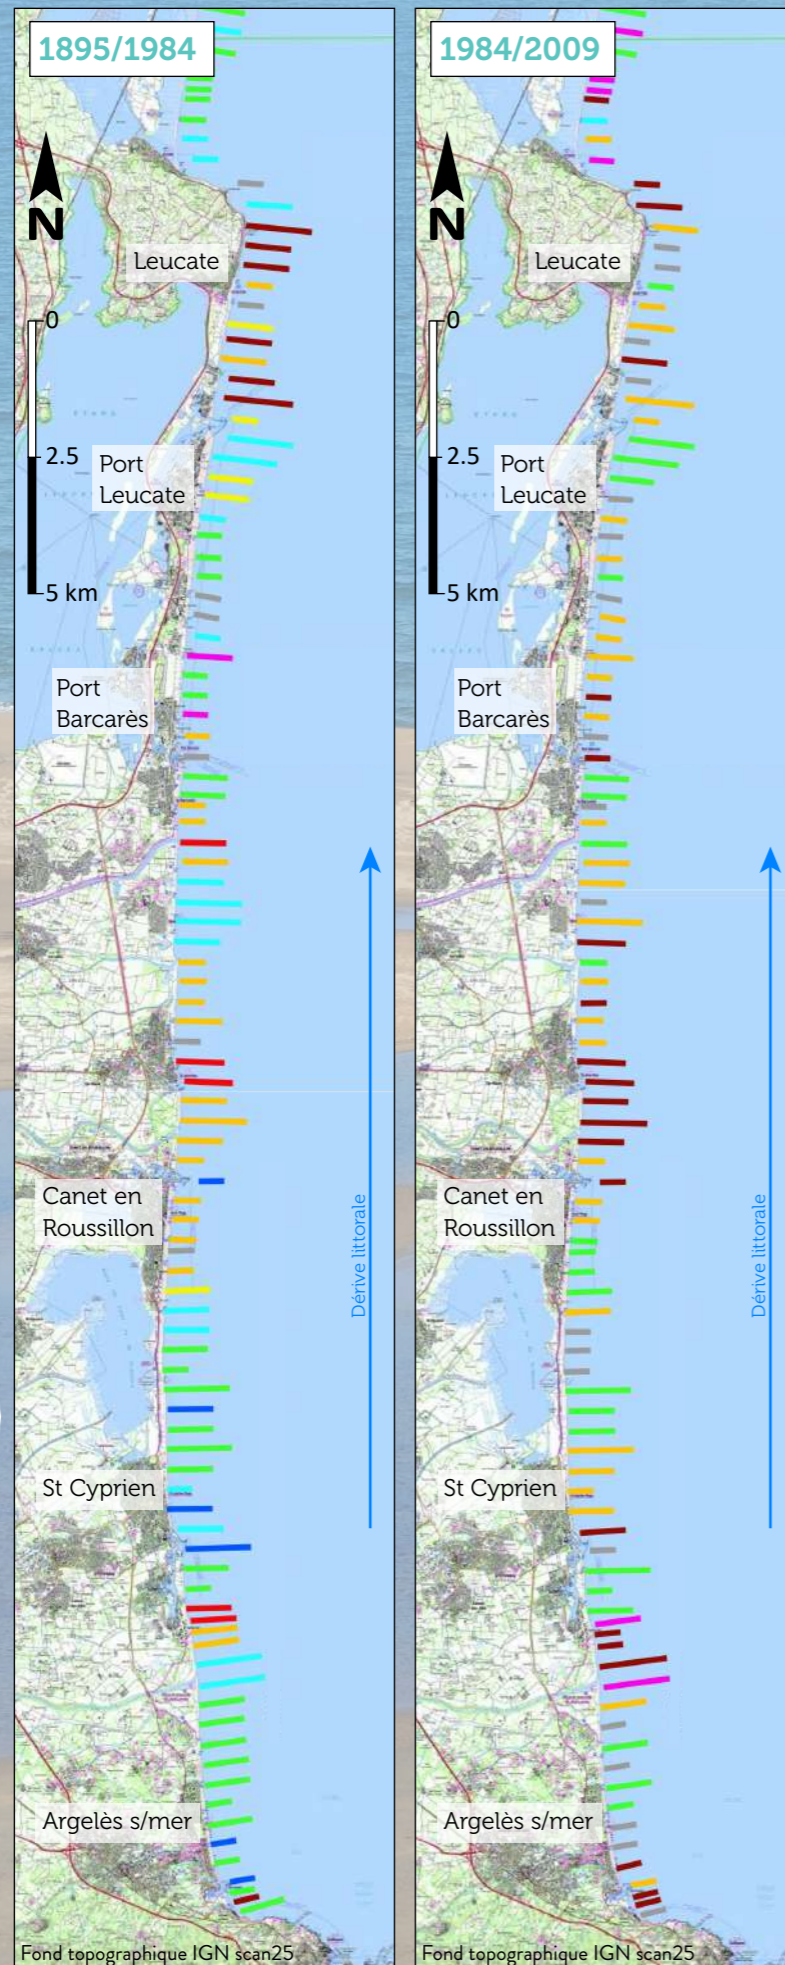 1895/1984
N
Leucate
0
2.5
Port
Leucate
5 km
Port
Barcarès
Dérive littorale
Canet en
Roussillon
St Cyprien
Argelès s/mer
Fond topographique IGN scan25
1984/2009
N
Leucate
0
2.5
Port
Leucate
5 km
Port
Barcarès
Dérive littorale
Canet en
Roussillon
St Cyprien
Argelès s/mer
Fond topographique IGN scan25